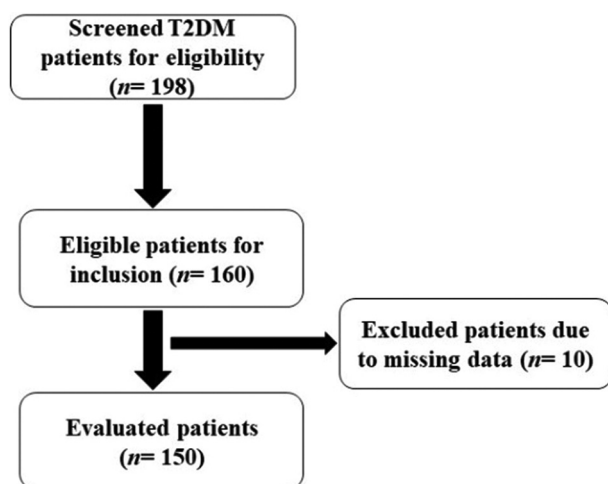 Screened T2DM
patients for eligibility
(n= 198)
Eligible patients for
inclusion (n= 160)
Excluded patients due
to missing data (n= 10)
Evaluated patients
(n= 150)